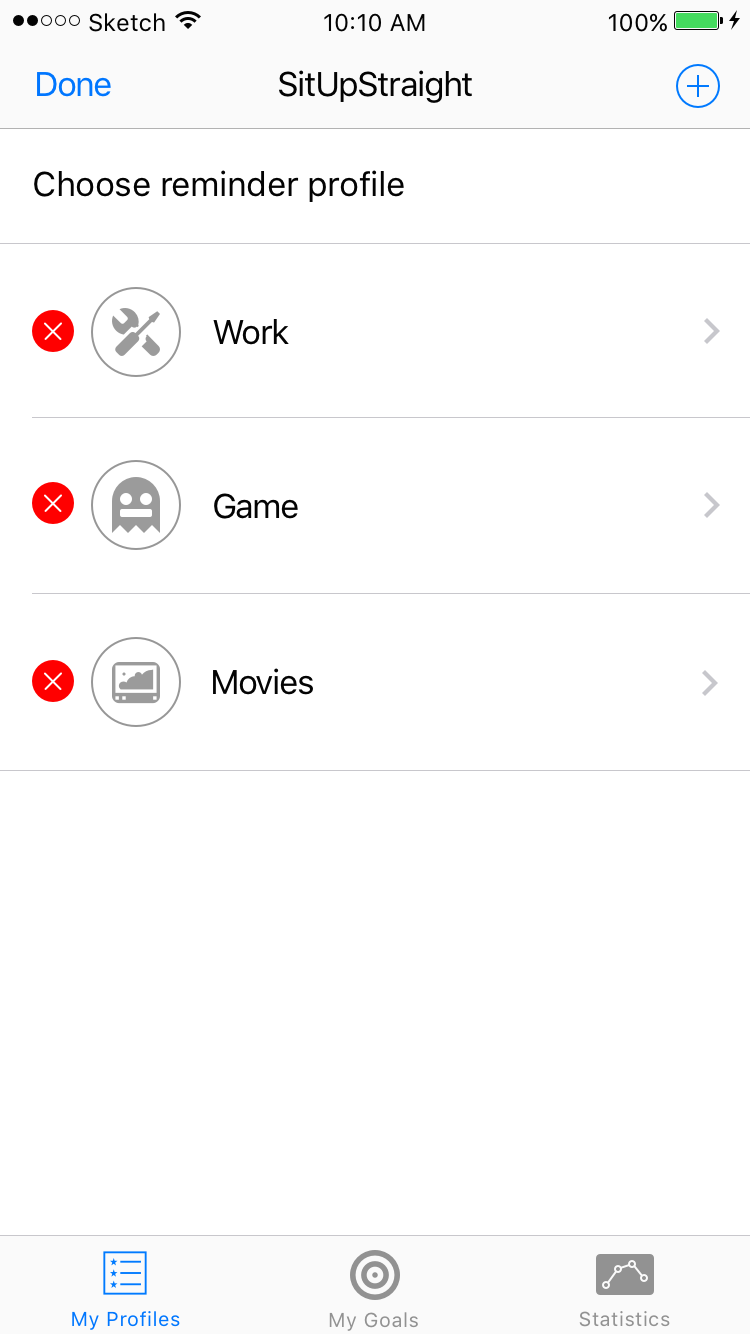 Sketch 10:10 AM 100%
Done SitUpStraight
Choose reminder profile
Work
Game
Movies
My Profiles My Goals Statistics